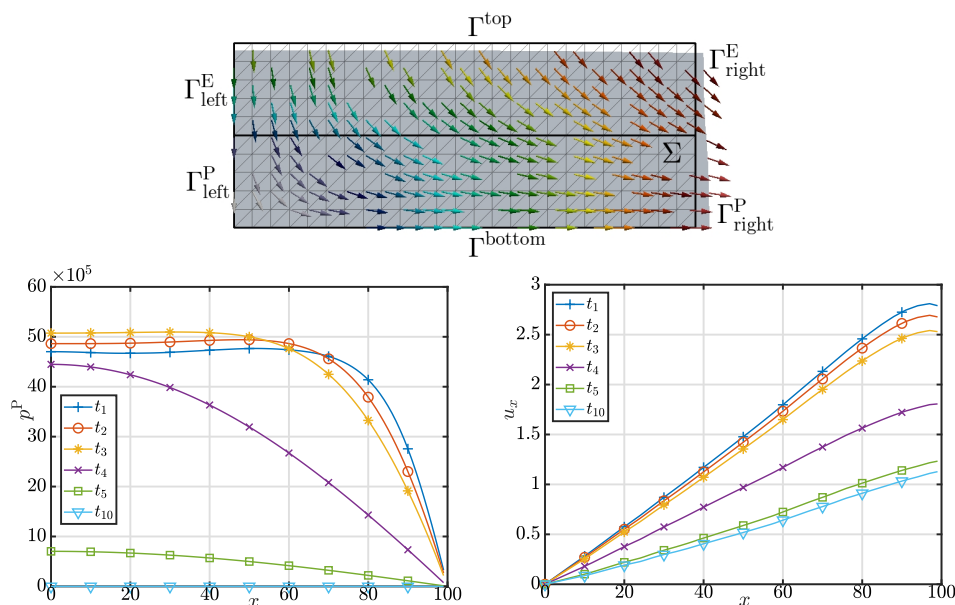 Γ^top
Γ^E_left
Γ^E_right
Σ
Γ^P_left
Γ^P_right
Γ^bottom
×10^5
60
50
40
30
20
10
0
p^P
t_1
t_2
t_3
t_4
t_5
t_10
0 20 40 60 80 100
x
3
2.5
2
1.5
1
0.5
0
u_x
t_1
t_2
t_3
t_4
t_5
t_10
0 20 40 60 80 100
x